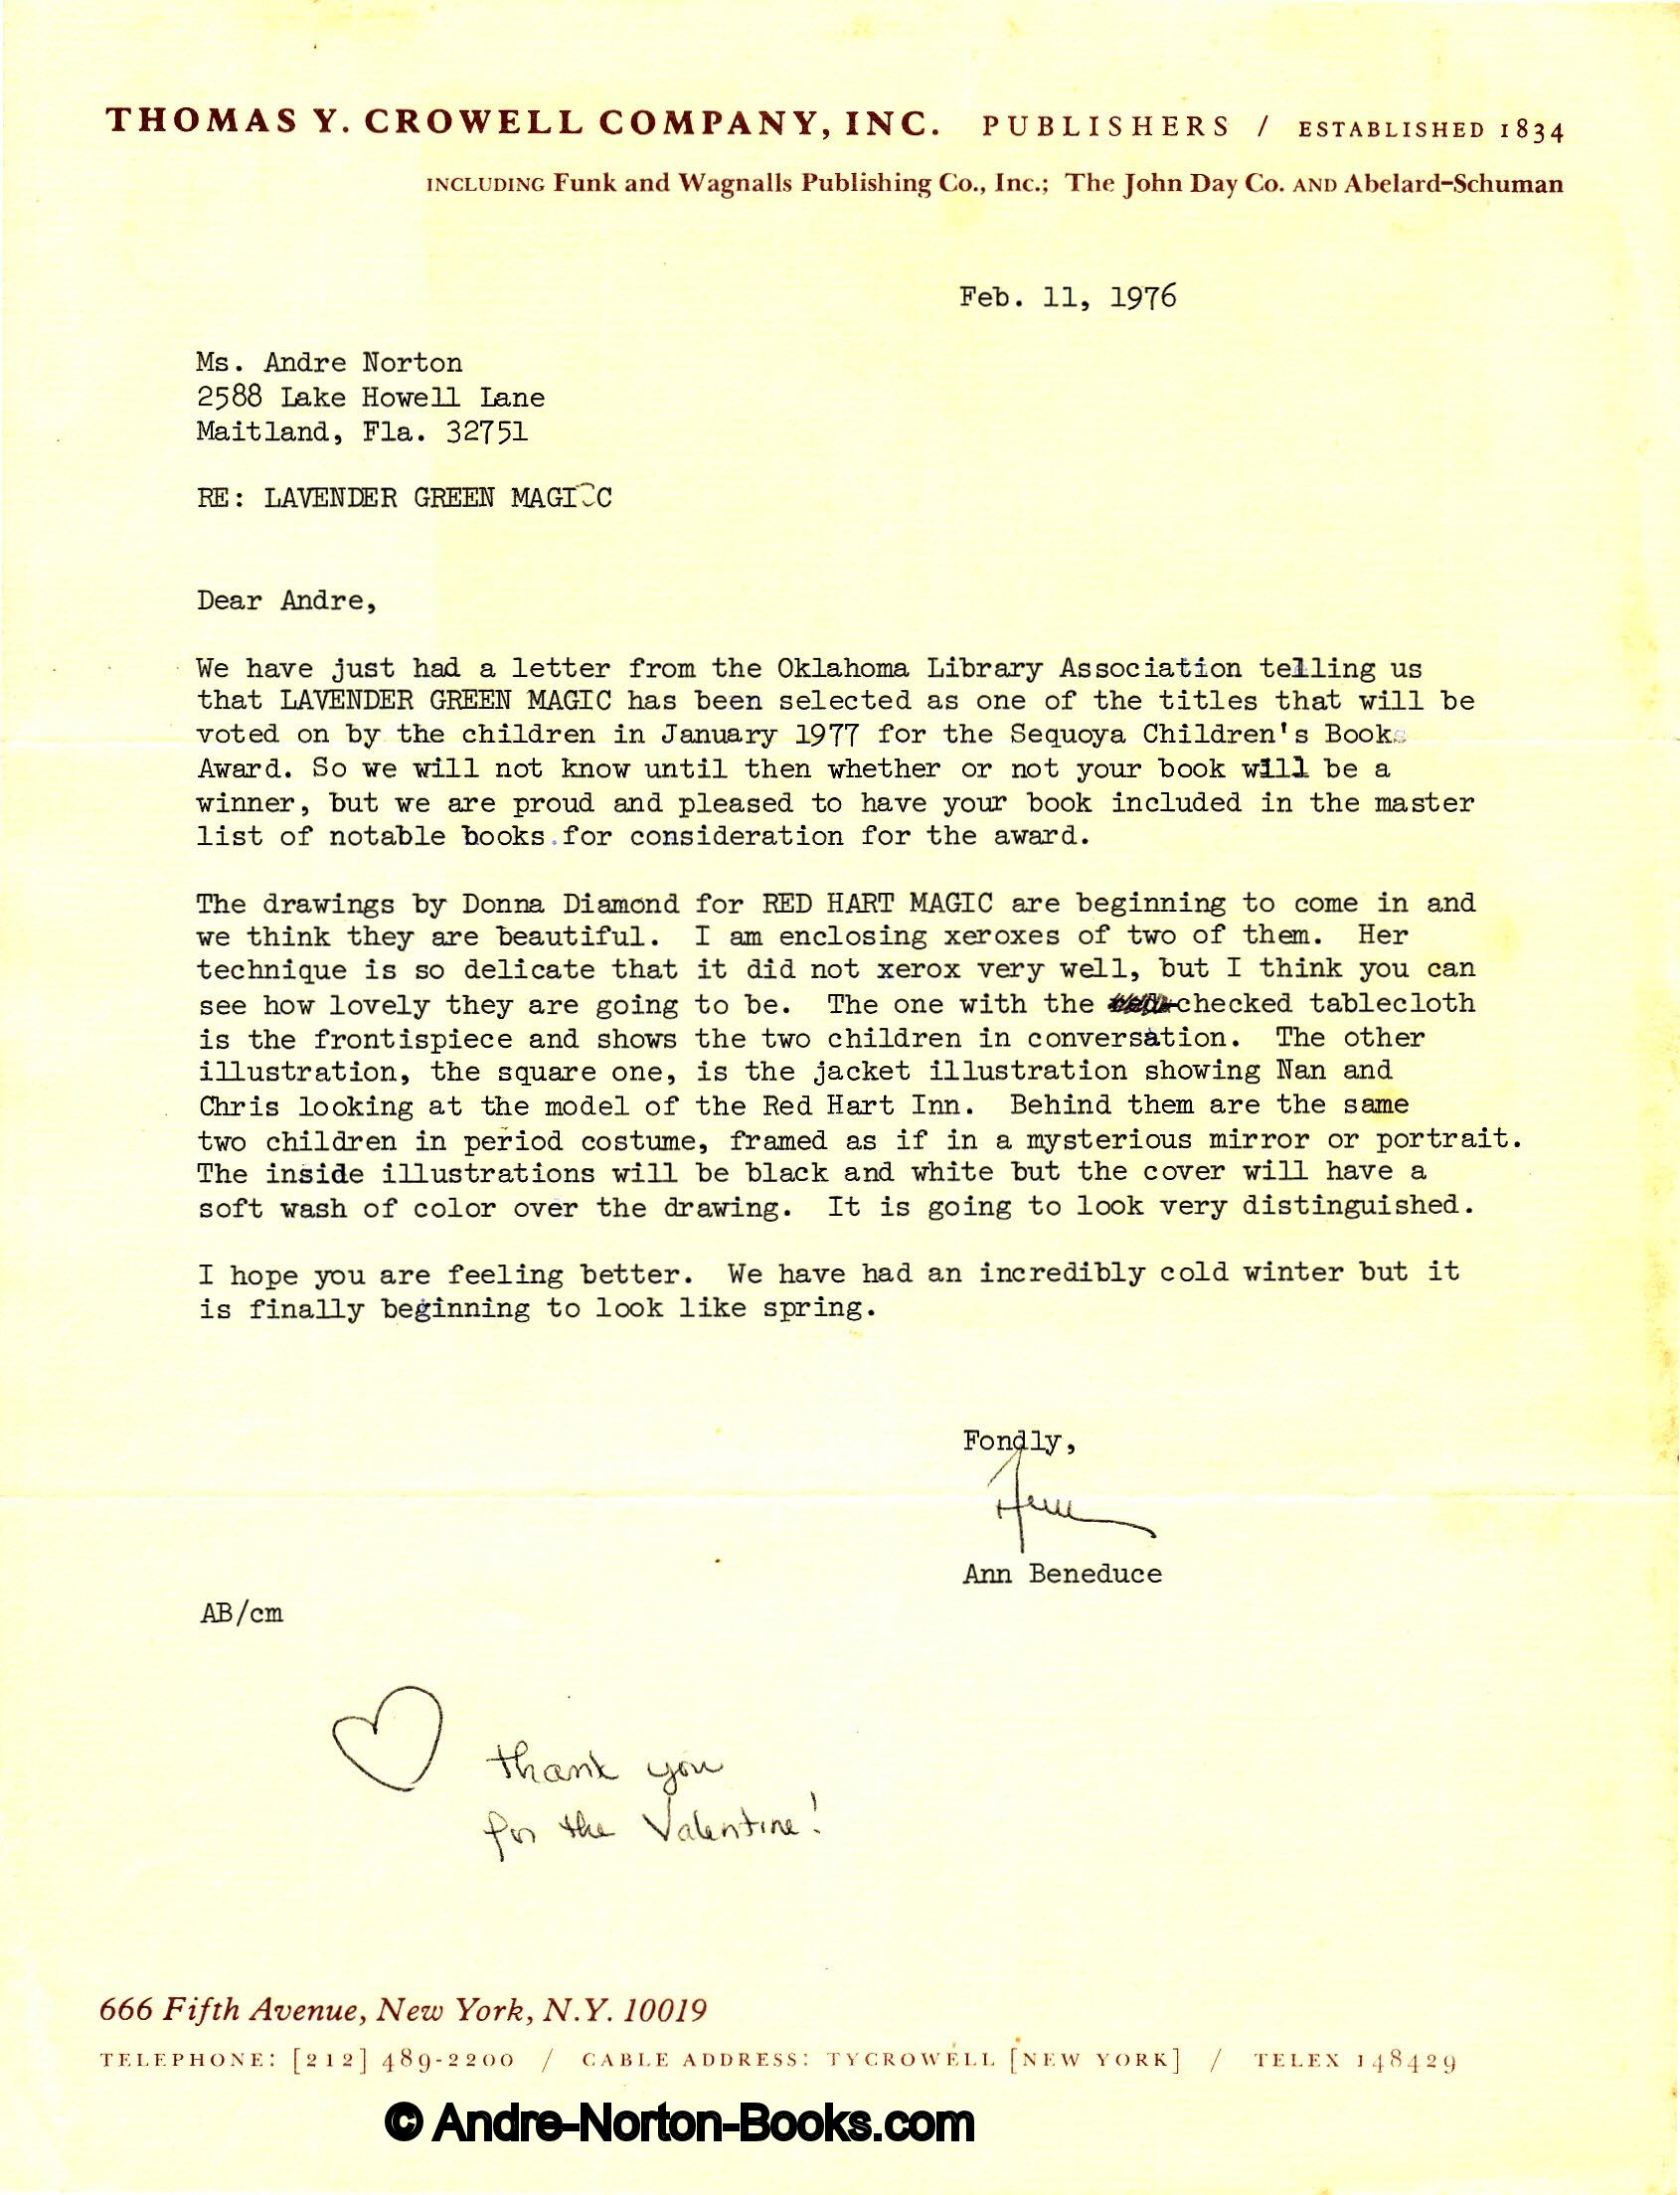 THOMAS Y. CROWELL COMPANY, INC. PUBLISHERS / ESTABLISHED 1834
INCLUDING Funk and Wagnalls Publishing Co., Inc.; The John Day Co. AND Abelard-Schuman
Feb. 11, 1976
Ms. Andre Norton
2588 Lake Howell Lane
Maitland, Fla. 32751
RE: LAVENDER GREEN MAGIC
Dear Andre,
We have just had a letter from the Oklahoma Library Association telling us
that LAVENDER GREEN MAGIC has been selected as one of the titles that will be
voted on by the children in January 1977 for the Sequoya Children's Book
Award. So we will not know until then whether or not your book will be a
winner, but we are proud and pleased to have your book included in the master
list of notable books for consideration for the award.
The drawings by Donna Diamond for RED HART MAGIC are beginning to come in and
we think they are beautiful. I am enclosing xeroxes of two of them. Her
technique is so delicate that it did not xerox very well, but I think you can
see how lovely they are going to be. The one with the checked tablecloth
is the frontispiece and shows the two children in conversation. The other
illustration, the square one, is the jacket illustration showing Nan and
Chris looking at the model of the Red Hart Inn. Behind them are the same
two children in period costume, framed as if in a mysterious mirror or portrait.
The inside illustrations will be black and white but the cover will have a
soft wash of color over the drawing. It is going to look very distinguished.
I hope you are feeling better. We have had an incredibly cold winter but it
is finally beginning to look like spring.
Fondly,
Ann
Ann Beneduce
AB/cm
thank you
for the Valentine!
666 Fifth Avenue, New York, N.Y. 10019
TELEPHONE: [212] 489-2200 / CABLE ADDRESS: TYCROWELL [NEW YORK] / TELEX 148429
© Andre-Norton-Books.com